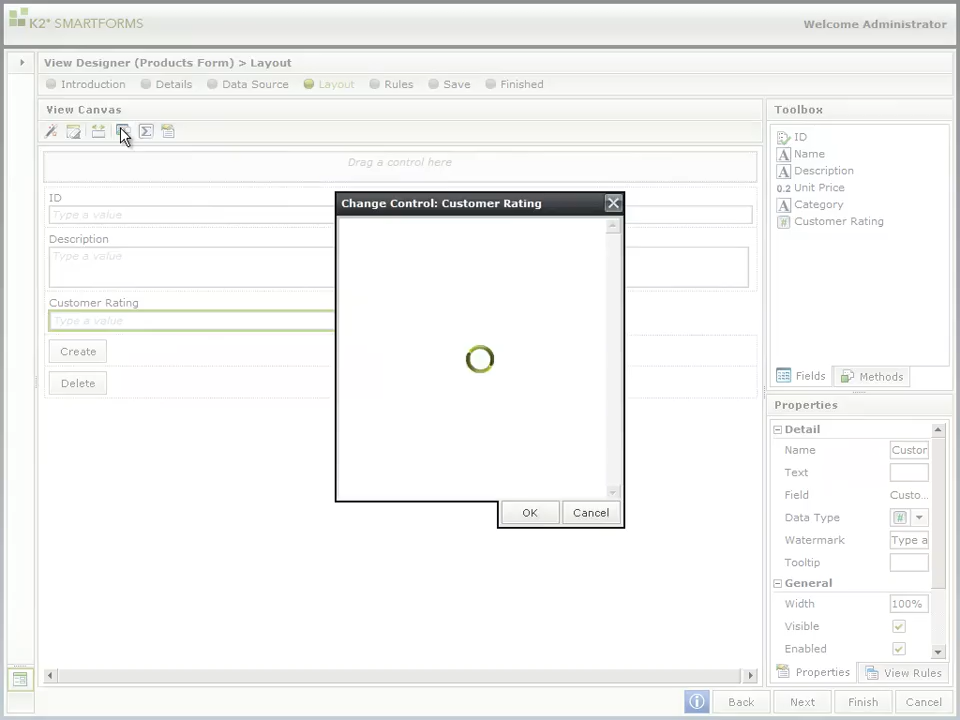 K2* SMARTFORMS
Welcome Administrator
View Designer (Products Form) > Layout
Introduction
Details
Data Source
Layout
Rules
Save
Finished
View Canvas
Drag a control here
ID
Type a value
Description
Type a value
Customer Rating
Type a value
Create
Delete
Change Control: Customer Rating
OK
Cancel
Toolbox
ID
A Name
A Description
0.2 Unit Price
A Category
# Customer Rating
Fields
Methods
Properties
Detail
Name
Custor
Text
Field
Custo...
Data Type
#
Watermark
Type a
Tooltip
General
Width
100%
Visible
Enabled
Properties
View Rules
Back
Next
Finish
Cancel